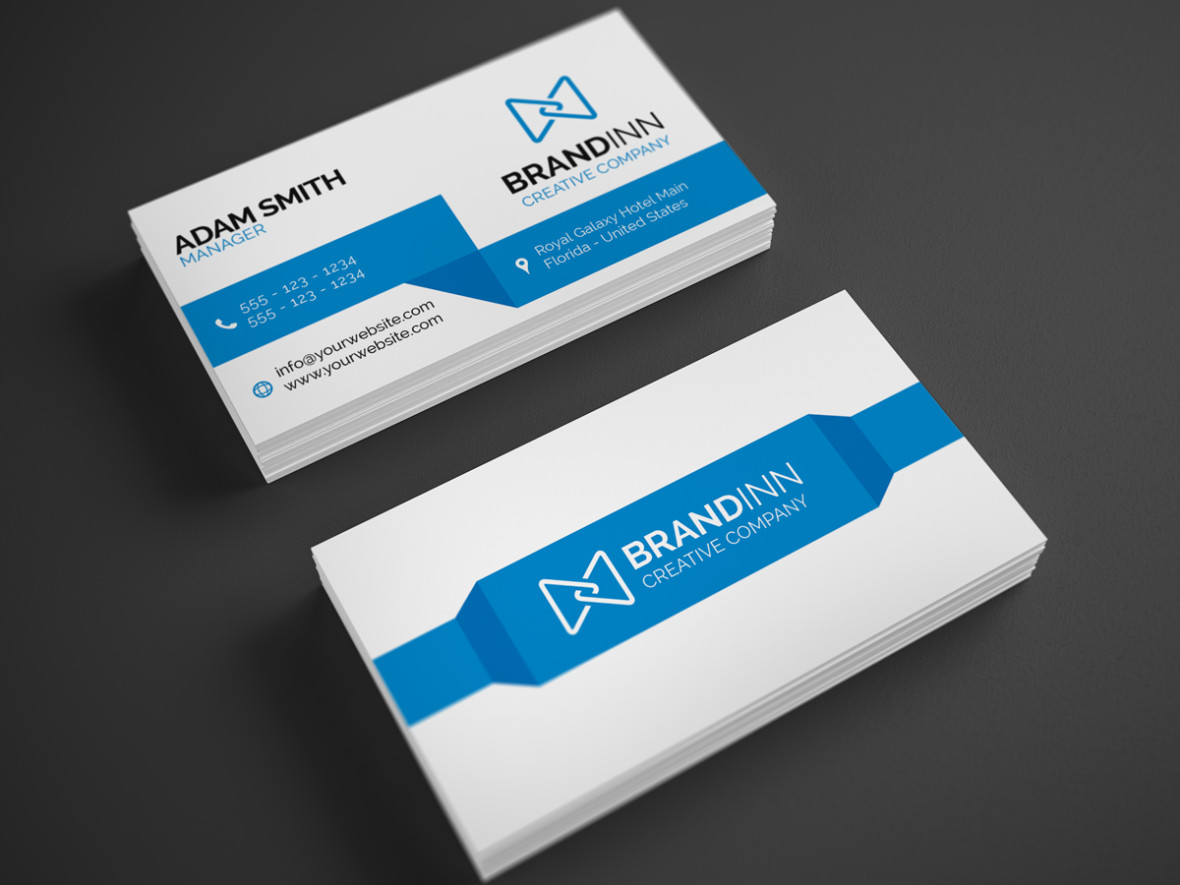 ADAM SMITH
MANAGER
555 - 123 - 1234
555 - 123 - 1234
info@yourwebsite.com
www.yourwebsite.com
BRANDINN
CREATIVE COMPANY
Royal Galaxy Hotel Main
Florida - United States
BRANDINN
CREATIVE COMPANY